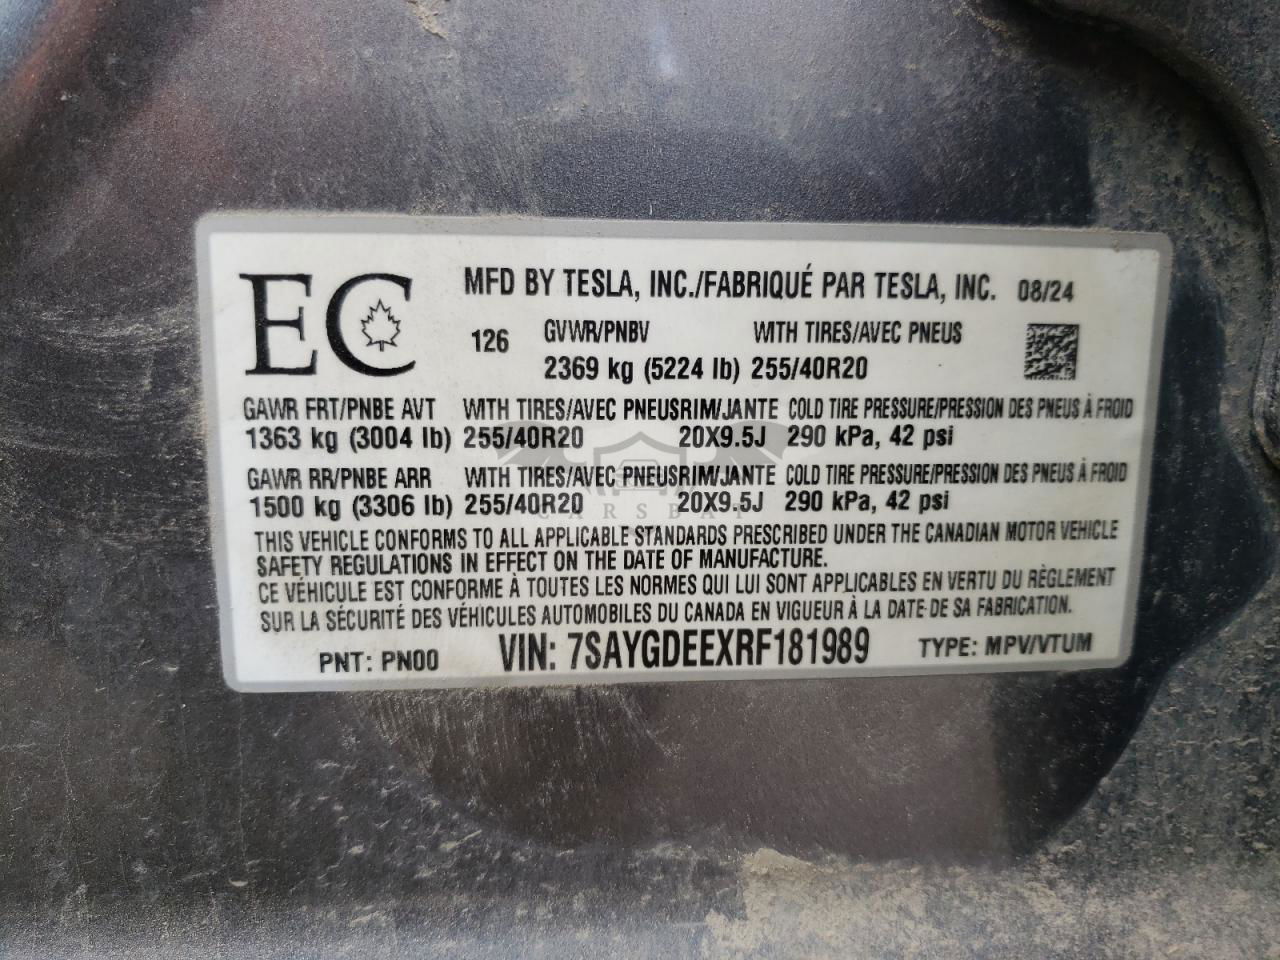 EC
MFD BY TESLA, INC./FABRIQUÉ PAR TESLA, INC. 08/24
126 GVWR/PNBV WITH TIRES/AVEC PNEUS
2369 kg (5224 lb) 255/40R20
GAWR FRT/PNBE AVT WITH TIRES/AVEC PNEUS RIM/JANTE COLD TIRE PRESSURE/PRESSION DES PNEUS À FROID
1363 kg (3004 lb) 255/40R20 20X9.5J 290 kPa, 42 psi
GAWR RR/PNBE ARR WITH TIRES/AVEC PNEUS RIM/JANTE COLD TIRE PRESSURE/PRESSION DES PNEUS À FROID
1500 kg (3306 lb) 255/40R20 20X9.5J 290 kPa, 42 psi
CARSBAT
THIS VEHICLE CONFORMS TO ALL APPLICABLE STANDARDS PRESCRIBED UNDER THE CANADIAN MOTOR VEHICLE
SAFETY REGULATIONS IN EFFECT ON THE DATE OF MANUFACTURE.
CE VÉHICULE EST CONFORME À TOUTES LES NORMES QUI LUI SONT APPLICABLES EN VERTU DU RÈGLEMENT
SUR LA SÉCURITÉ DES VÉHICULES AUTOMOBILES DU CANADA EN VIGUEUR À LA DATE DE SA FABRICATION.
PNT: PN00 VIN: 7SAYGDEEXRF181989 TYPE: MPV/VTUM